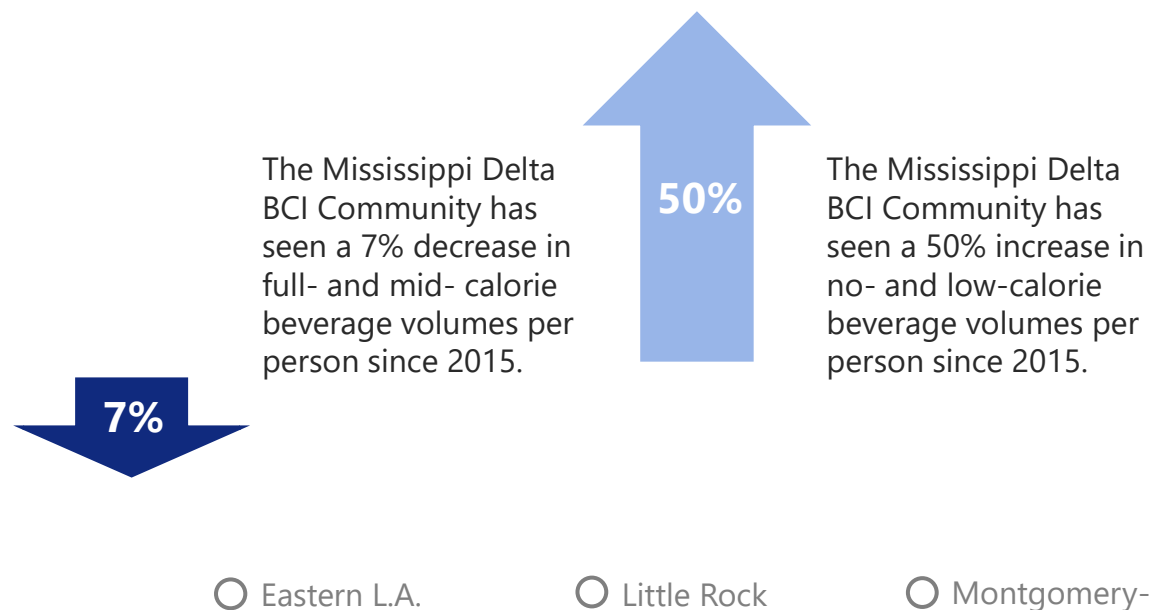 The Mississippi Delta
BCI Community has
seen a 7% decrease in
full- and mid- calorie
beverage volumes per
person since 2015.
7%
50%
The Mississippi Delta
BCI Community has
seen a 50% increase in
no- and low-calorie
beverage volumes per
person since 2015.
Eastern L.A.
Little Rock
Montgomery-